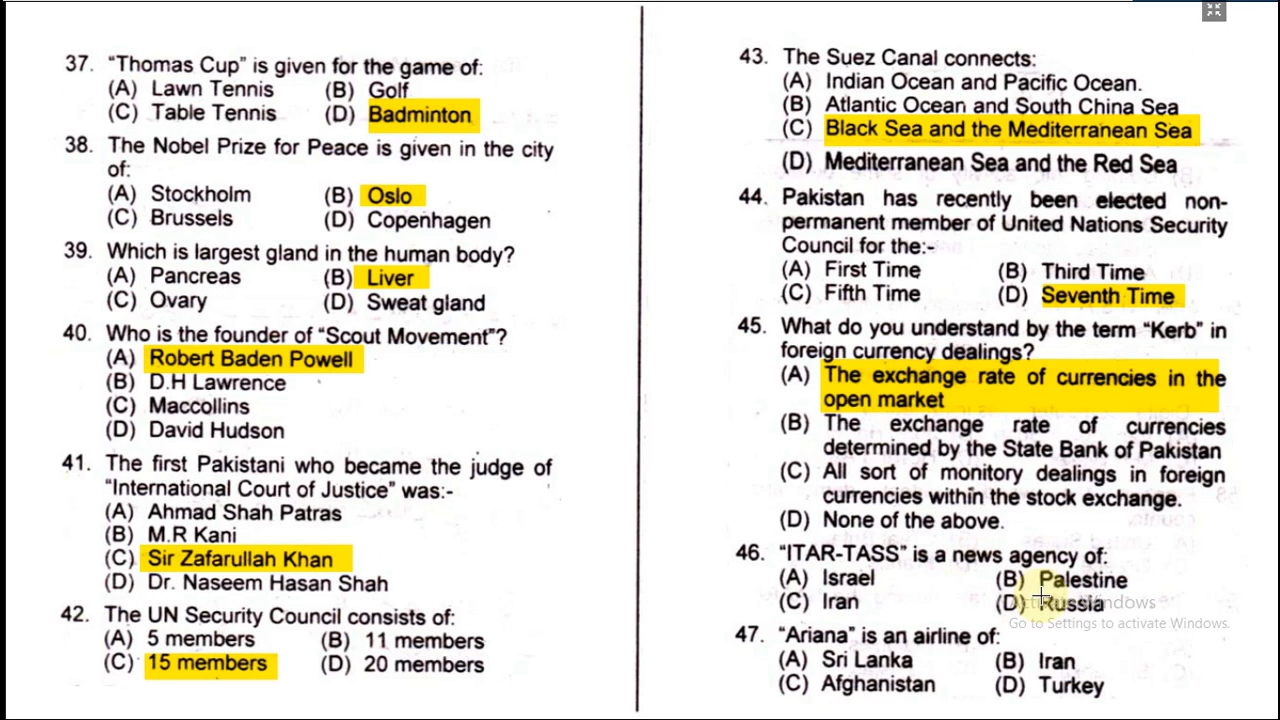 37. "Thomas Cup" is given for the game of:
(A) Lawn Tennis (B) Golf
(C) Table Tennis (D) Badminton
38. The Nobel Prize for Peace is given in the city
of:
(A) Stockholm (B) Oslo
(C) Brussels (D) Copenhagen
39. Which is largest gland in the human body?
(A) Pancreas (B) Liver
(C) Ovary (D) Sweat gland
40. Who is the founder of "Scout Movement"?
(A) Robert Baden Powell
(B) D.H Lawrence
(C) Maccollins
(D) David Hudson
41. The first Pakistani who became the judge of
"International Court of Justice" was:-
(A) Ahmad Shah Patras
(B) M.R Kani
(C) Sir Zafarullah Khan
(D) Dr. Naseem Hasan Shah
42. The UN Security Council consists of:
(A) 5 members (B) 11 members
(C) 15 members (D) 20 members
43. The Suez Canal connects:
(A) Indian Ocean and Pacific Ocean.
(B) Atlantic Ocean and South China Sea
(C) Black Sea and the Mediterranean Sea
(D) Mediterranean Sea and the Red Sea
44. Pakistan has recently been elected non-
permanent member of United Nations Security
Council for the:-
(A) First Time (B) Third Time
(C) Fifth Time (D) Seventh Time
45. What do you understand by the term "Kerb" in
foreign currency dealings?
(A) The exchange rate of currencies in the
open market
(B) The exchange rate of currencies
determined by the State Bank of Pakistan
(C) All sort of monitory dealings in foreign
currencies within the stock exchange.
(D) None of the above.
46. "ITAR-TASS" is a news agency of:
(A) Israel (B) Palestine
(C) Iran (D) Russia
Activate Windows
Go to Settings to activate Windows.
47. "Ariana" is an airline of:
(A) Sri Lanka (B) Iran
(C) Afghanistan (D) Turkey